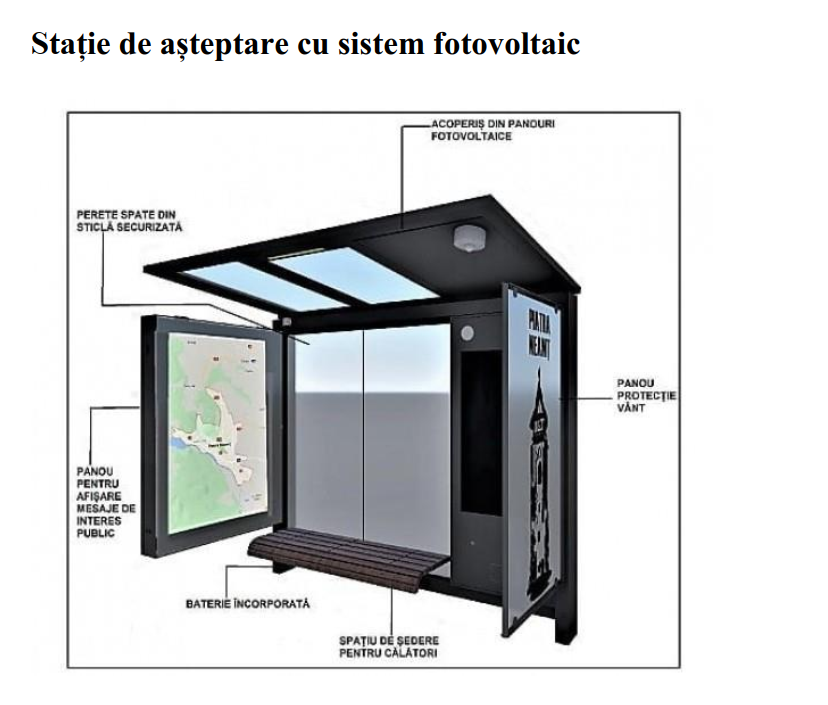 Stație de așteptare cu sistem fotovoltaic
ACOPERIȘ DIN PANOURI
FOTOVOLTAICE
PERETE SPATE DIN
STICLĂ SECURIZATĂ
PIATRA
NEAMȚ
PANOU
PROTECȚIE
VÂNT
PANOU
PENTRU
AFIȘARE
MESAJE DE
INTERES
PUBLIC
BATERIE ÎNCORPORATĂ
SPAȚIU DE ȘEDERE
PENTRU CĂLĂTORI